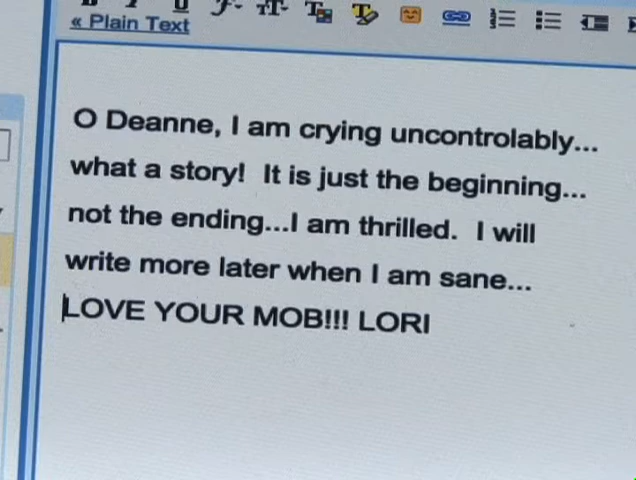 « Plain Text
O Deanne, I am crying uncontrolably...
what a story!  It is just the beginning...
not the ending...I am thrilled.  I will
write more later when I am sane...
LOVE YOUR MOB!!! LORI